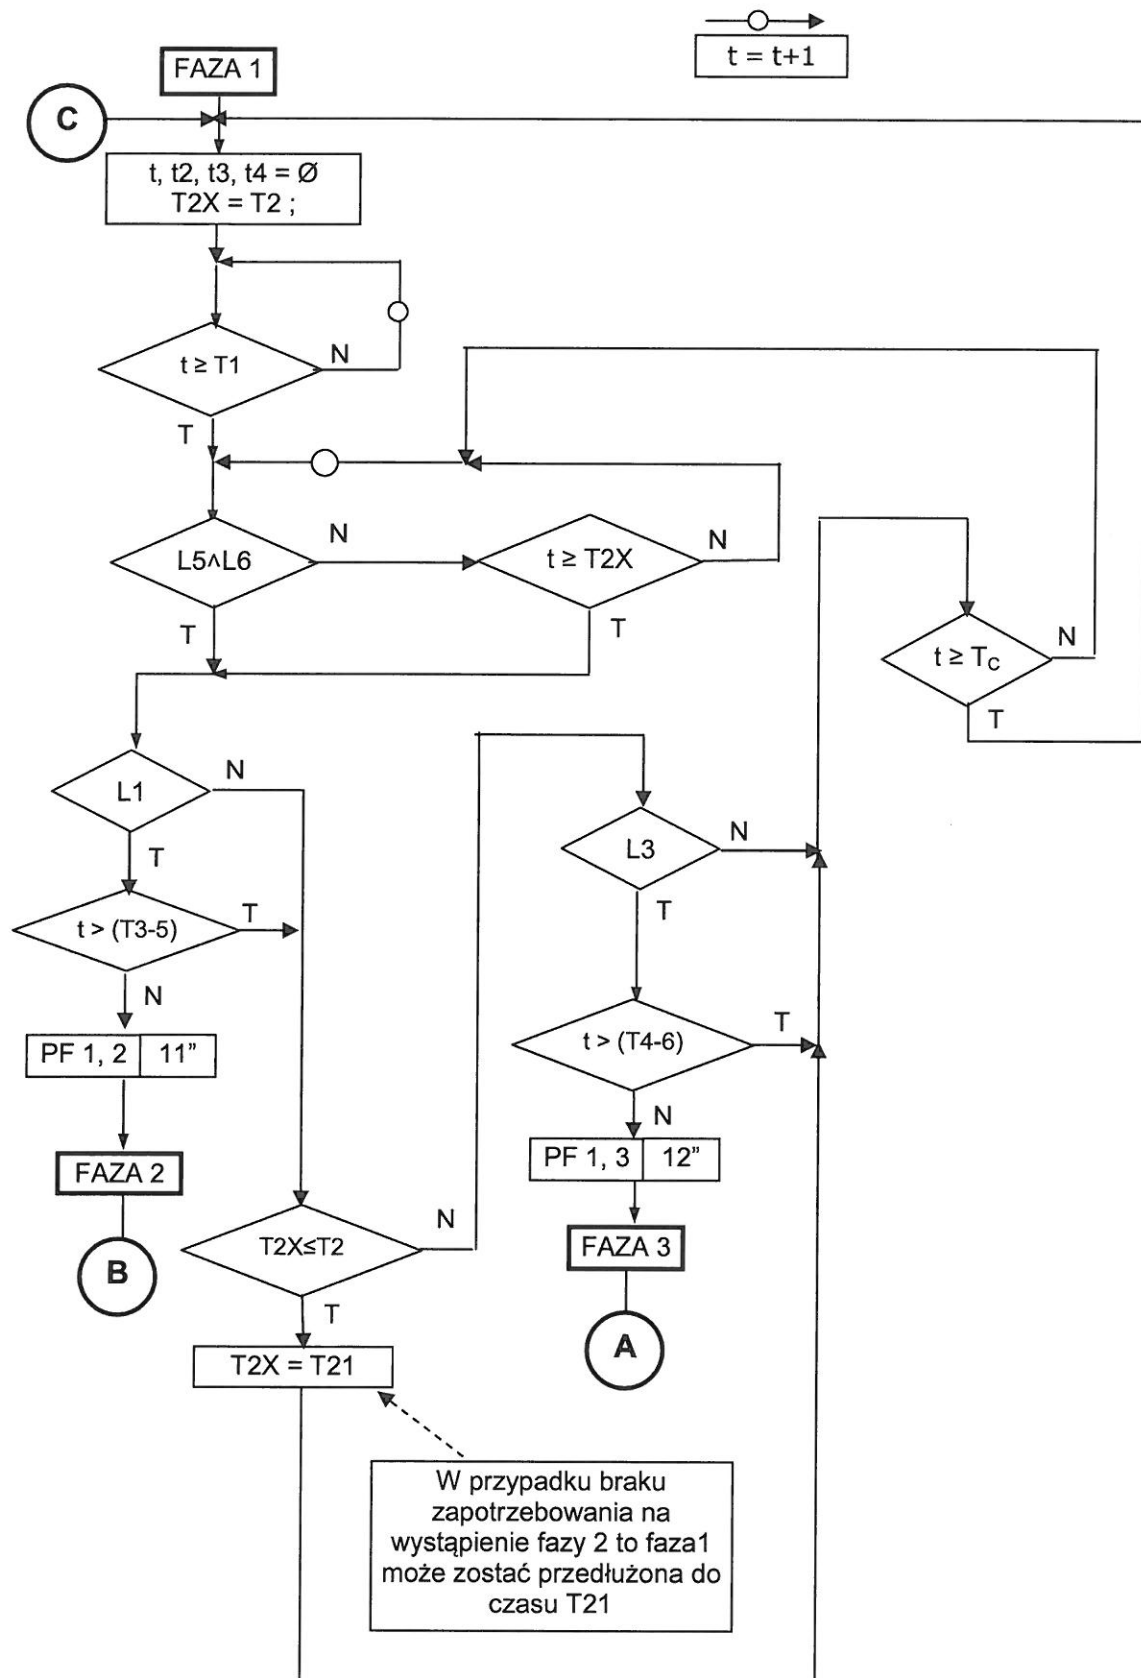 t = t+1
FAZA 1
C
t, t2, t3, t4 = Ø
T2X = T2 ;
t ≥ T1
N
T
L5∧L6
N
t ≥ T2X
N
T
T
t ≥ Tc
N
T
L1
N
T
L3
N
T
t > (T3-5)
T
N
t > (T4-6)
T
N
PF 1, 2 11”
PF 1, 3 12”
FAZA 2
FAZA 3
B
A
T2X≤T2
N
T
T2X = T21
W przypadku braku
zapotrzebowania na
wystąpienie fazy 2 to faza1
może zostać przedłużona do
czasu T21